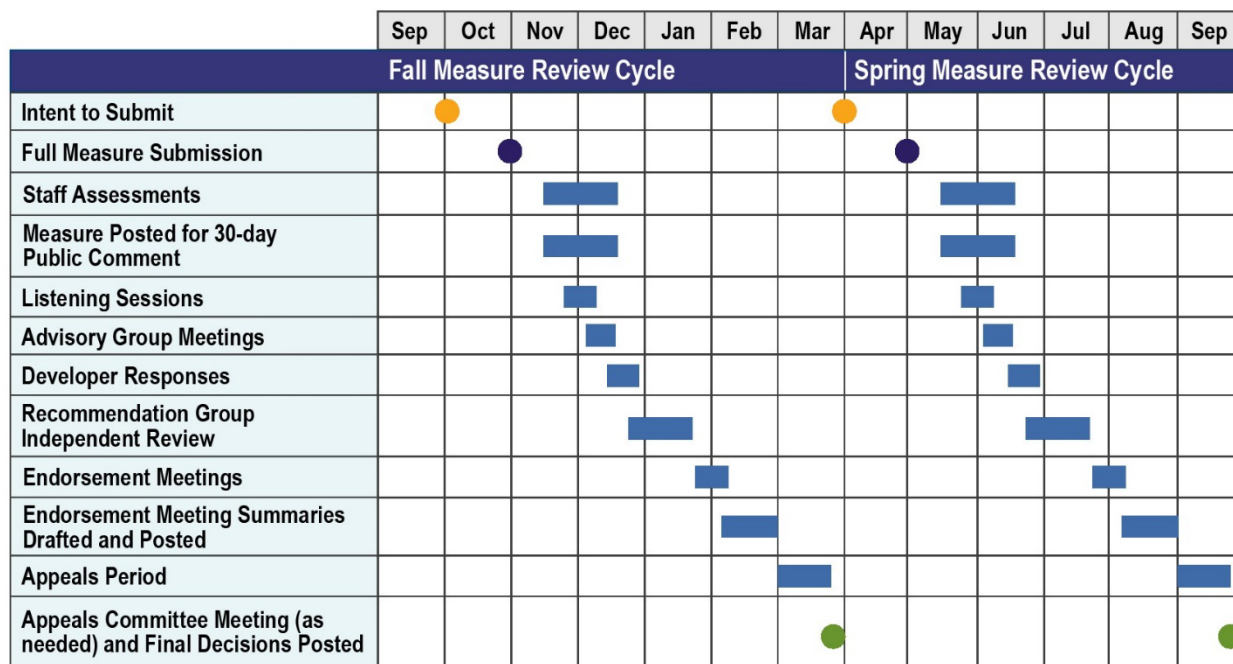 Sep Oct Nov Dec Jan Feb Mar Apr May Jun Jul Aug Sep
Fall Measure Review Cycle Spring Measure Review Cycle
Intent to Submit
Full Measure Submission
Staff Assessments
Measure Posted for 30-day
Public Comment
Listening Sessions
Advisory Group Meetings
Developer Responses
Recommendation Group
Independent Review
Endorsement Meetings
Endorsement Meeting Summaries
Drafted and Posted
Appeals Period
Appeals Committee Meeting (as
needed) and Final Decisions Posted